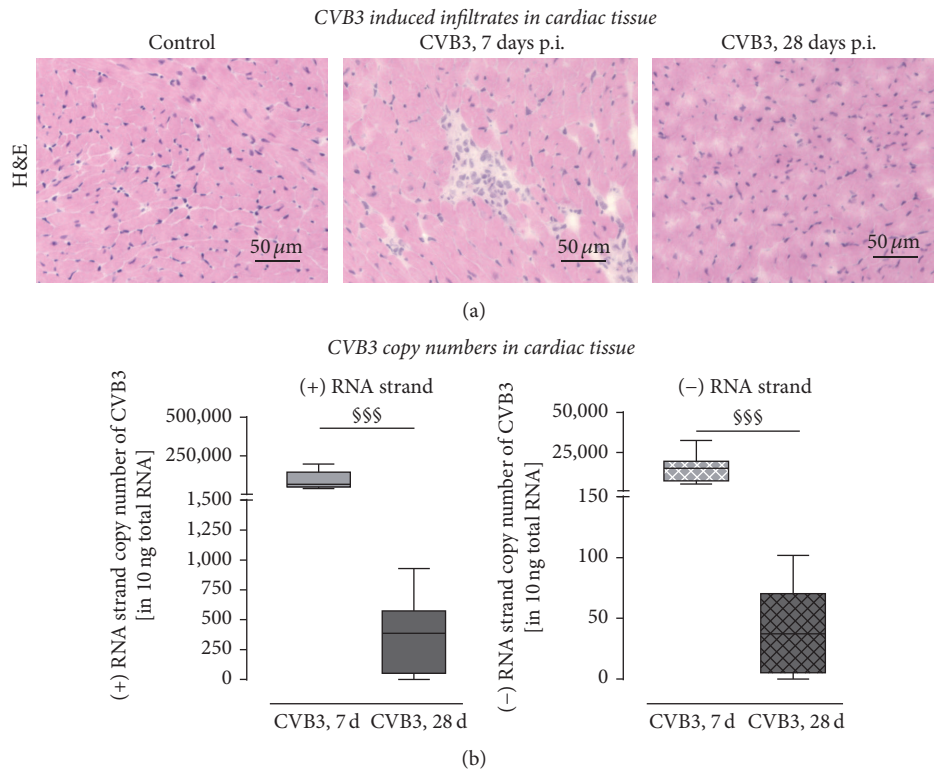 CVB3 induced infiltrates in cardiac tissue
Control
CVB3, 7 days p.i.
CVB3, 28 days p.i.
H&E
50 μm
50 μm
50 μm
(a)
CVB3 copy numbers in cardiac tissue
(+) RNA strand
(+) RNA strand copy number of CVB3
[in 10 ng total RNA]
500,000
250,000
1,500
1,250
1,000
750
500
250
0
§§§
CVB3, 7 d
CVB3, 28 d
(−) RNA strand
(−) RNA strand copy number of CVB3
[in 10 ng total RNA]
50,000
25,000
150
100
50
0
§§§
CVB3, 7 d
CVB3, 28 d
(b)